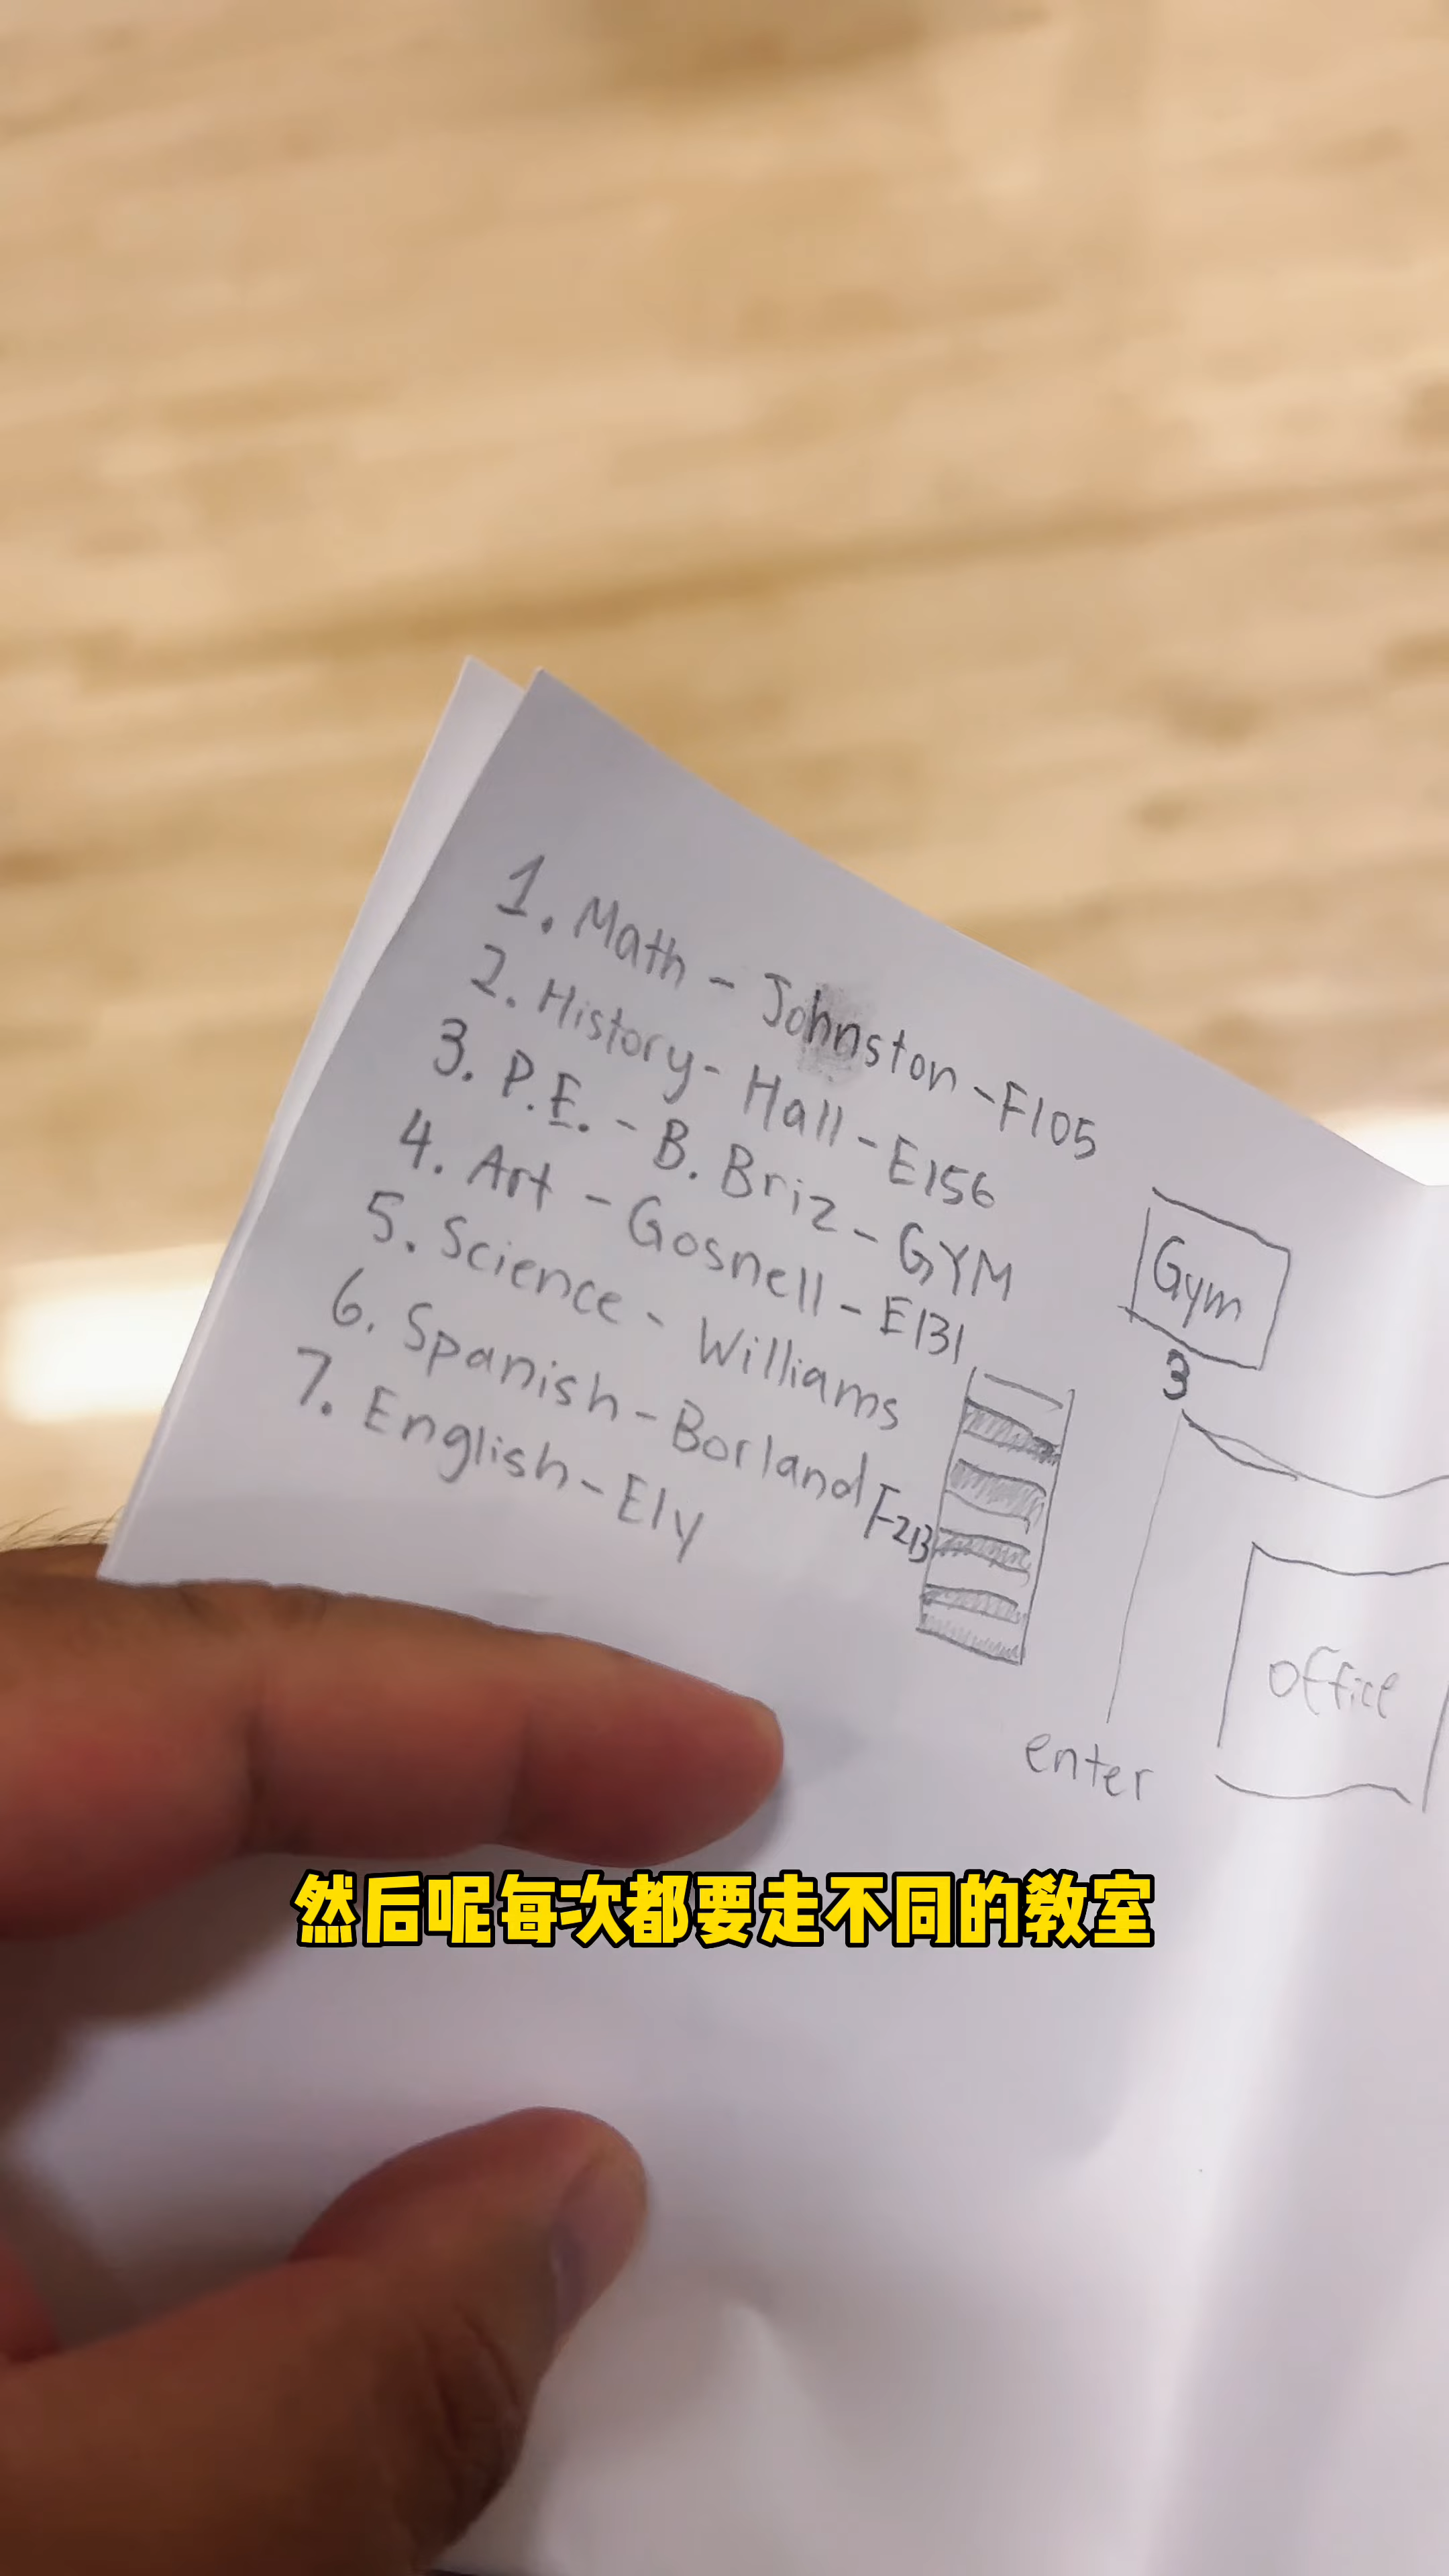 1. Math - Johnston - F105
2. History - Hall - E156
3. P.E. - B. Briz - GYM
4. Art - Gosnell - E131
5. Science - Williams
6. Spanish - Borland F213
7. English - Ely
Gym
3
office
enter
然后呢每次都要走不同的教室